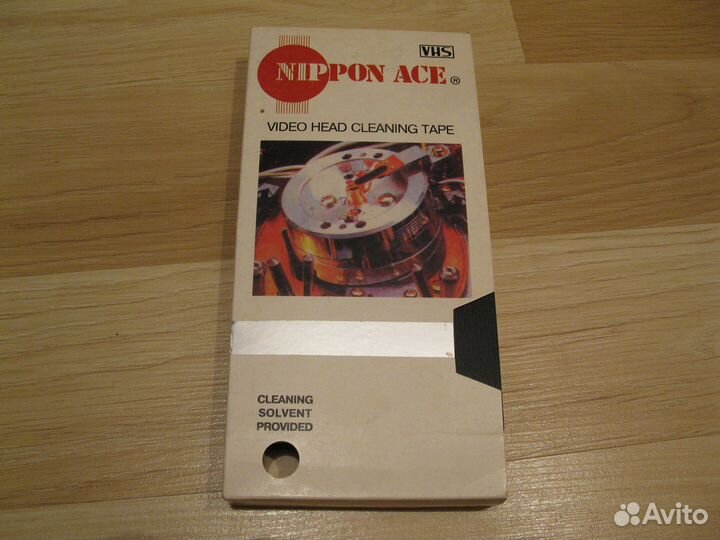 VHS
NIPPON ACE ®
VIDEO HEAD CLEANING TAPE
CLEANING
SOLVENT
PROVIDED
Avito